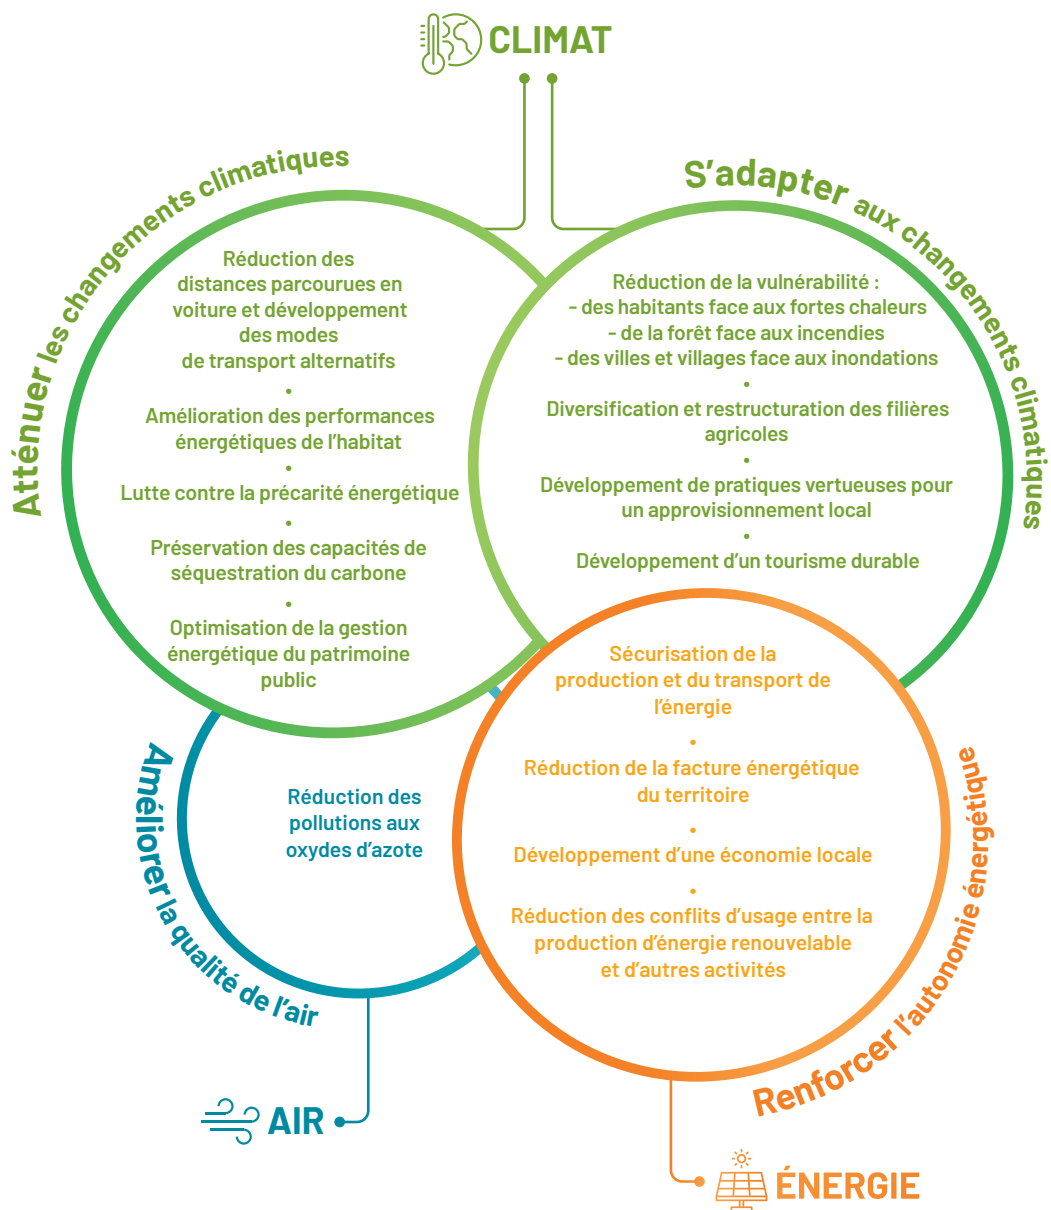 CLIMAT
Atténuer les changements climatiques
Réduction des
distances parcourues en
voiture et développement
des modes
de transport alternatifs
•
Amélioration des performances
énergétiques de l'habitat
•
Lutte contre la précarité énergétique
•
Préservation des capacités de
séquestration du carbone
•
Optimisation de la gestion
énergétique du patrimoine
public
S'adapter aux changements climatiques
Réduction de la vulnérabilité :
- des habitants face aux fortes chaleurs
- de la forêt face aux incendies
- des villes et villages face aux inondations
•
Diversification et restructuration des filières
agricoles
•
Développement de pratiques vertueuses pour
un approvisionnement local
•
Développement d'un tourisme durable
Améliorer la qualité de l'air
Réduction des
pollutions aux
oxydes d'azote
AIR
Renforcer l'autonomie énergétique
Sécurisation de la
production et du transport de
l'énergie
•
Réduction de la facture énergétique
du territoire
•
Développement d'une économie locale
•
Réduction des conflits d'usage entre la
production d'énergie renouvelable
et d'autres activités
ÉNERGIE